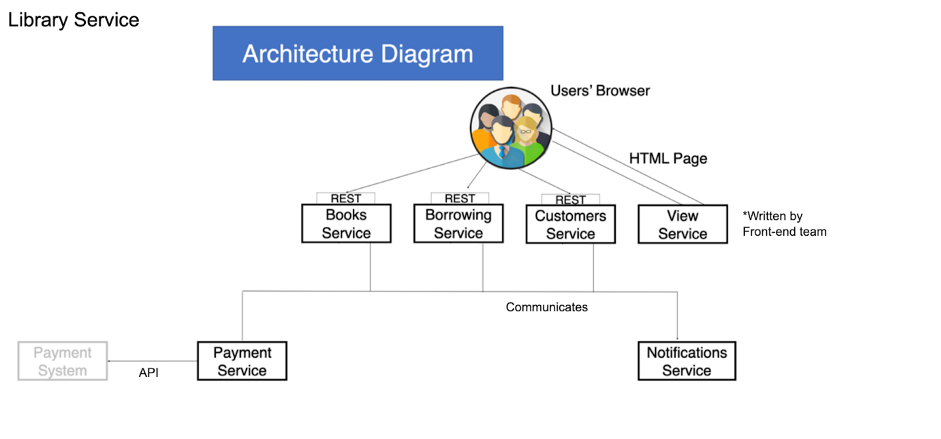 Library Service
Architecture Diagram
Users' Browser
HTML Page
REST
Books
Service
REST
Borrowing
Service
REST
Customers
Service
View
Service
*Written by
Front-end team
Communicates
Payment
System
API
Payment
Service
Notifications
Service